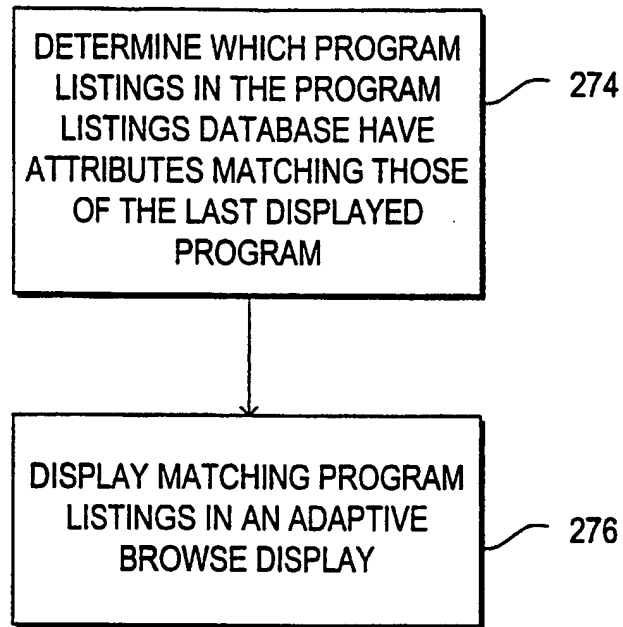 DETERMINE WHICH PROGRAM
LISTINGS IN THE PROGRAM
LISTINGS DATABASE HAVE
ATTRIBUTES MATCHING THOSE
OF THE LAST DISPLAYED
PROGRAM
274
DISPLAY MATCHING PROGRAM
LISTINGS IN AN ADAPTIVE
BROWSE DISPLAY
276